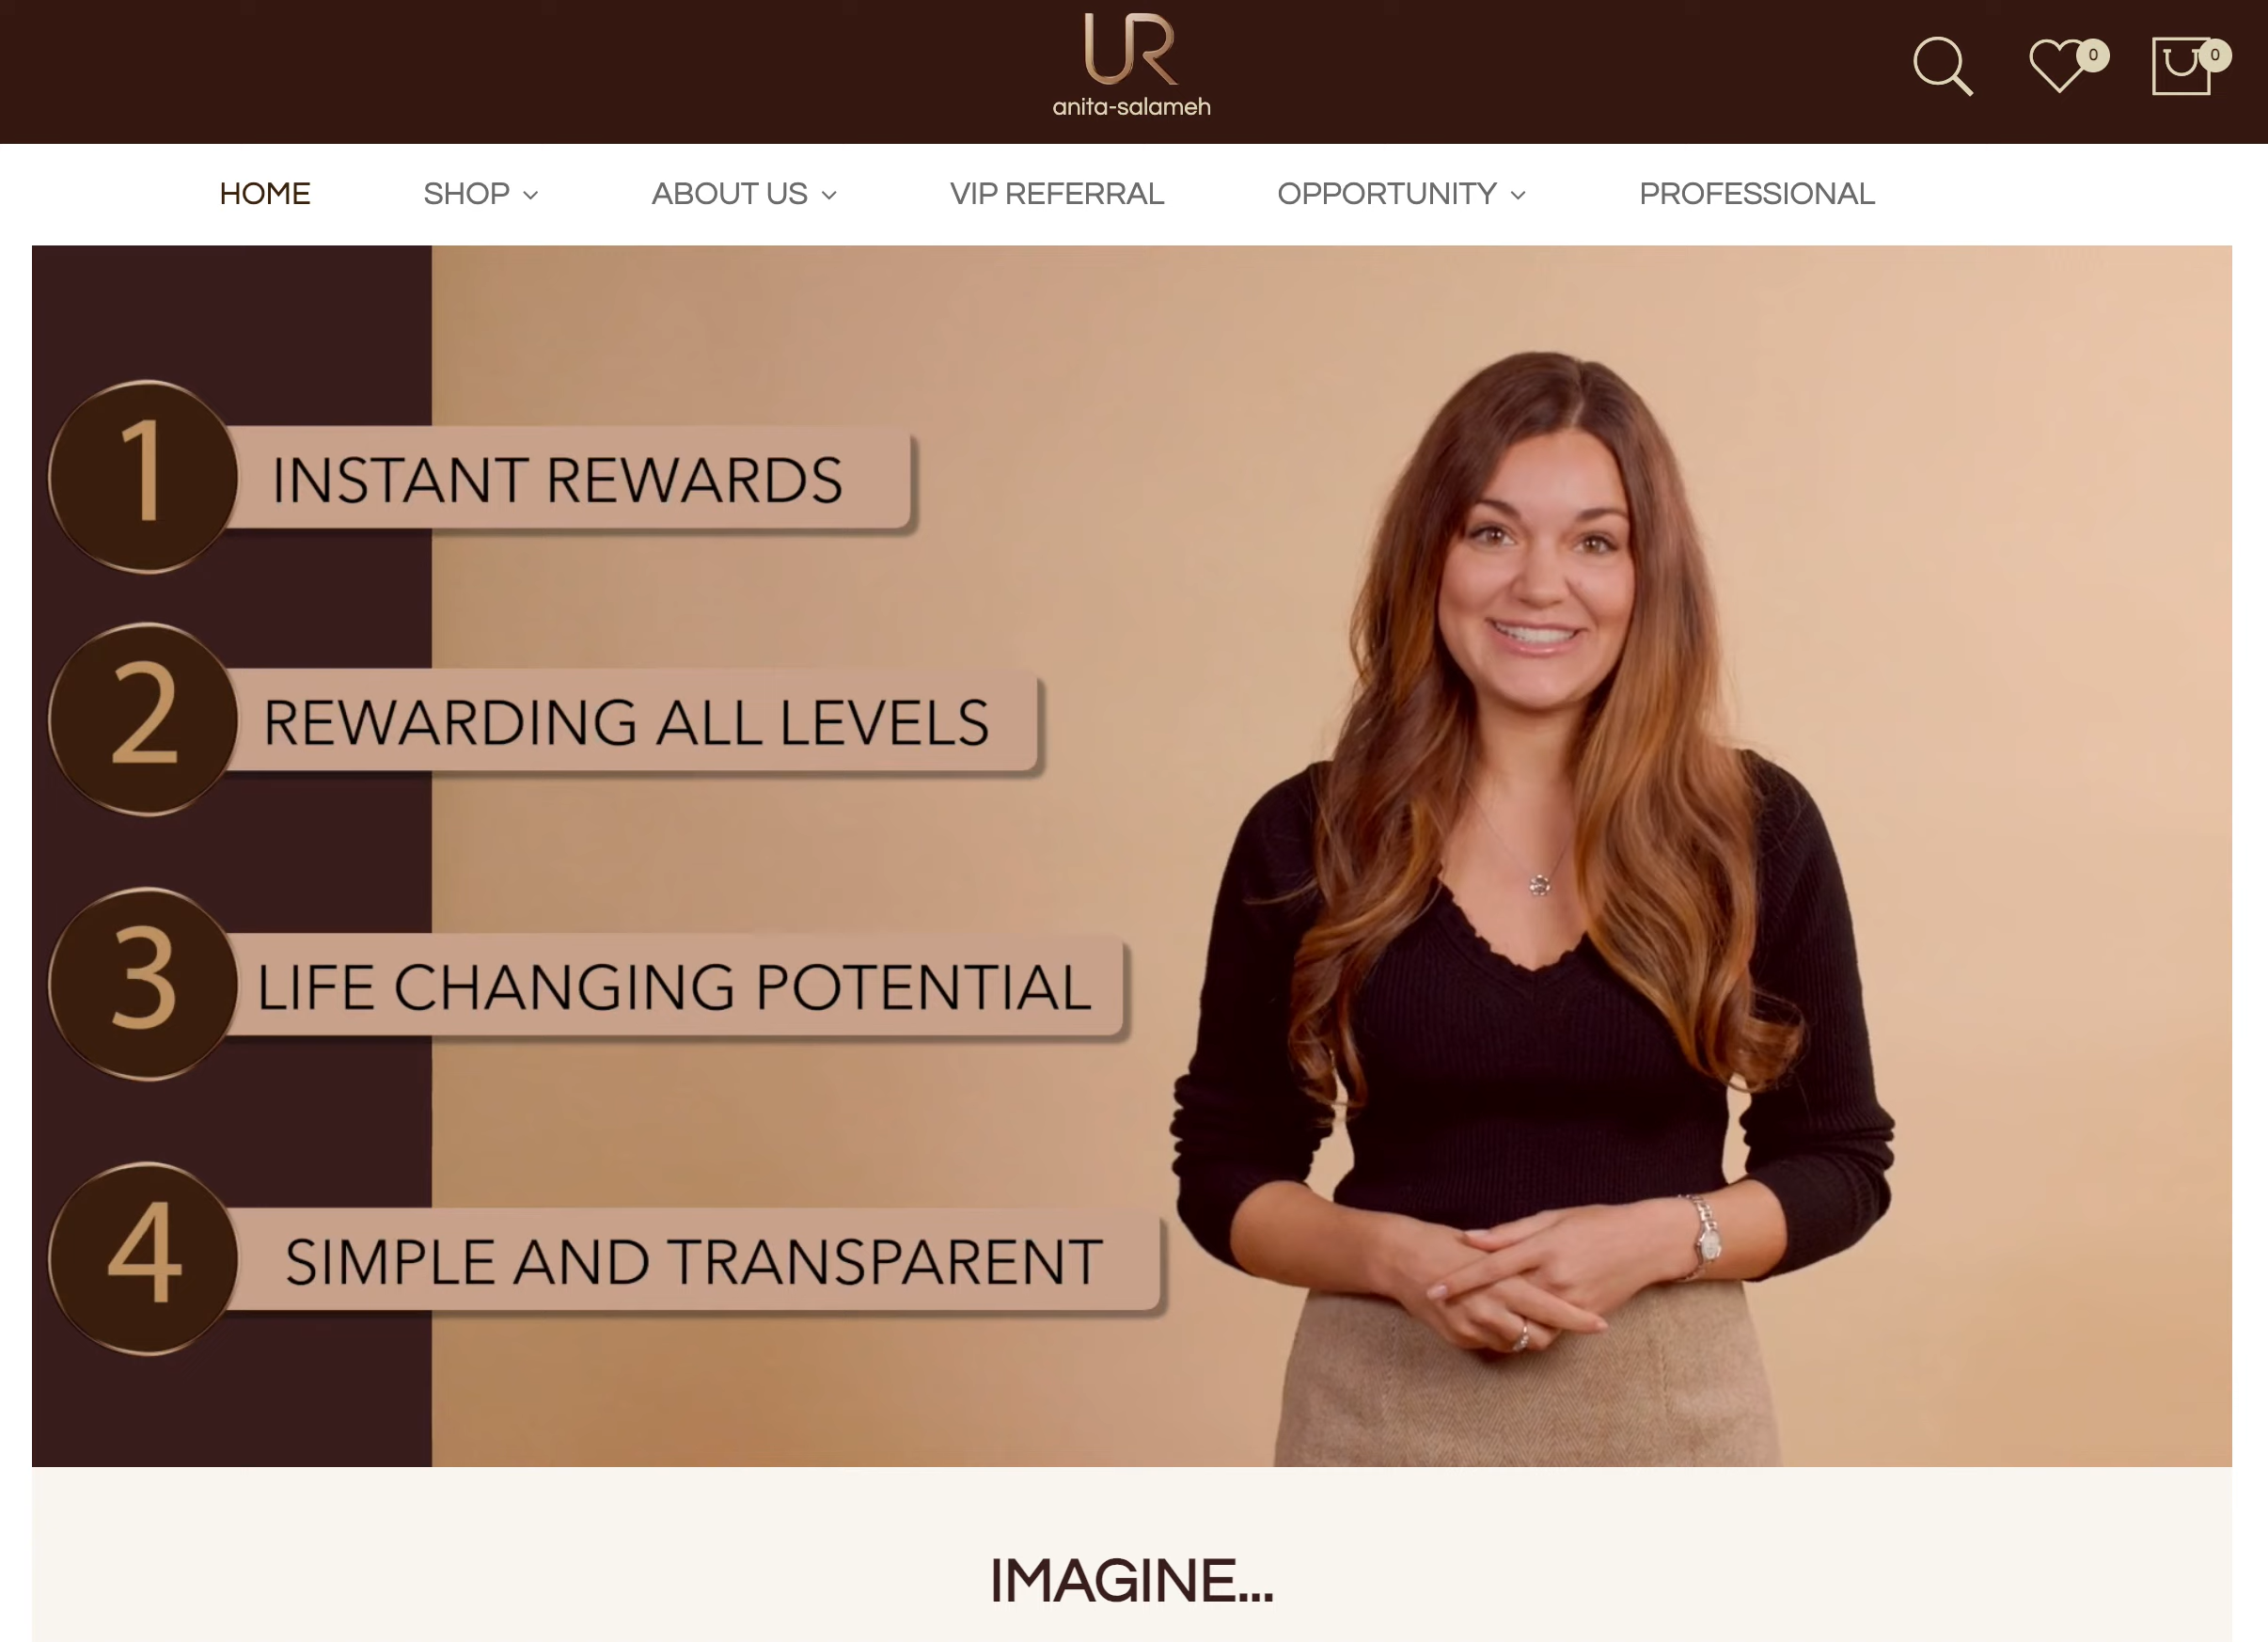 UR
anita-salameh
0
0
HOME
SHOP
ABOUT US
VIP REFERRAL
OPPORTUNITY
PROFESSIONAL
1
INSTANT REWARDS
2
REWARDING ALL LEVELS
3
LIFE CHANGING POTENTIAL
4
SIMPLE AND TRANSPARENT
IMAGINE...